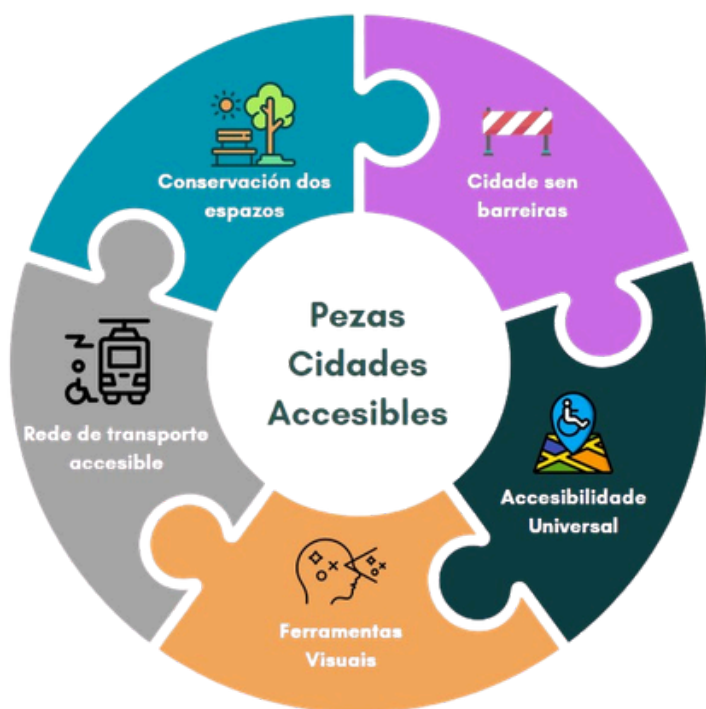 Conservación dos
espazos
Cidade sen
barreiras
Pezas
Cidades
Accesibles
Rede de transporte
accesible
Accesibilidade
Universal
Ferramentas
Visuais